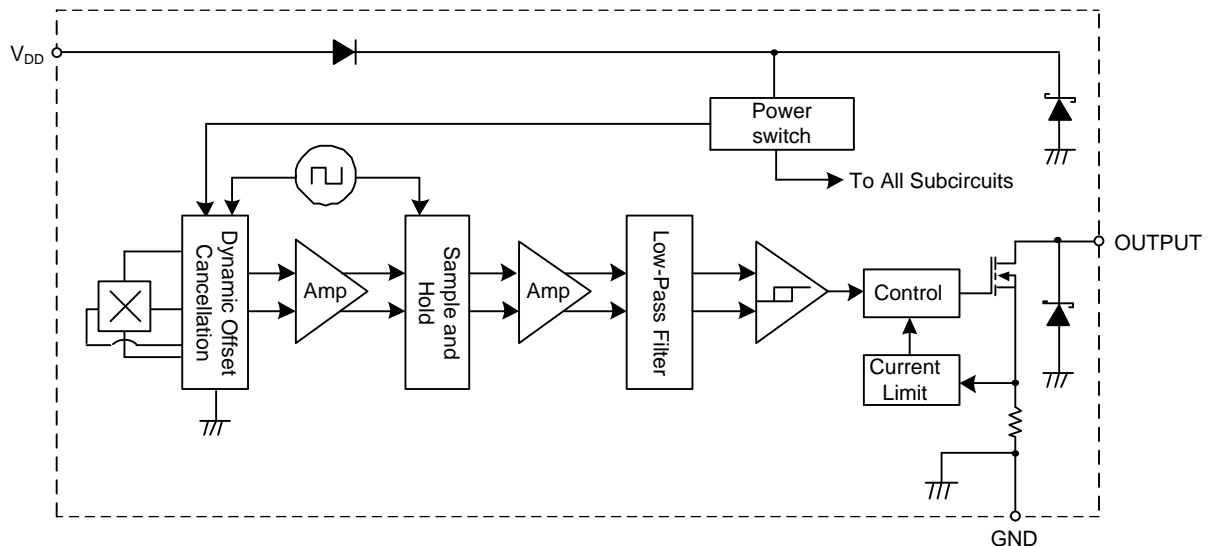 VDD
Power
switch
To All Subcircuits
Dynamic Offset
Cancellation
Amp
Sample and
Hold
Amp
Low-Pass Filter
Control
Current
Limit
OUTPUT
GND